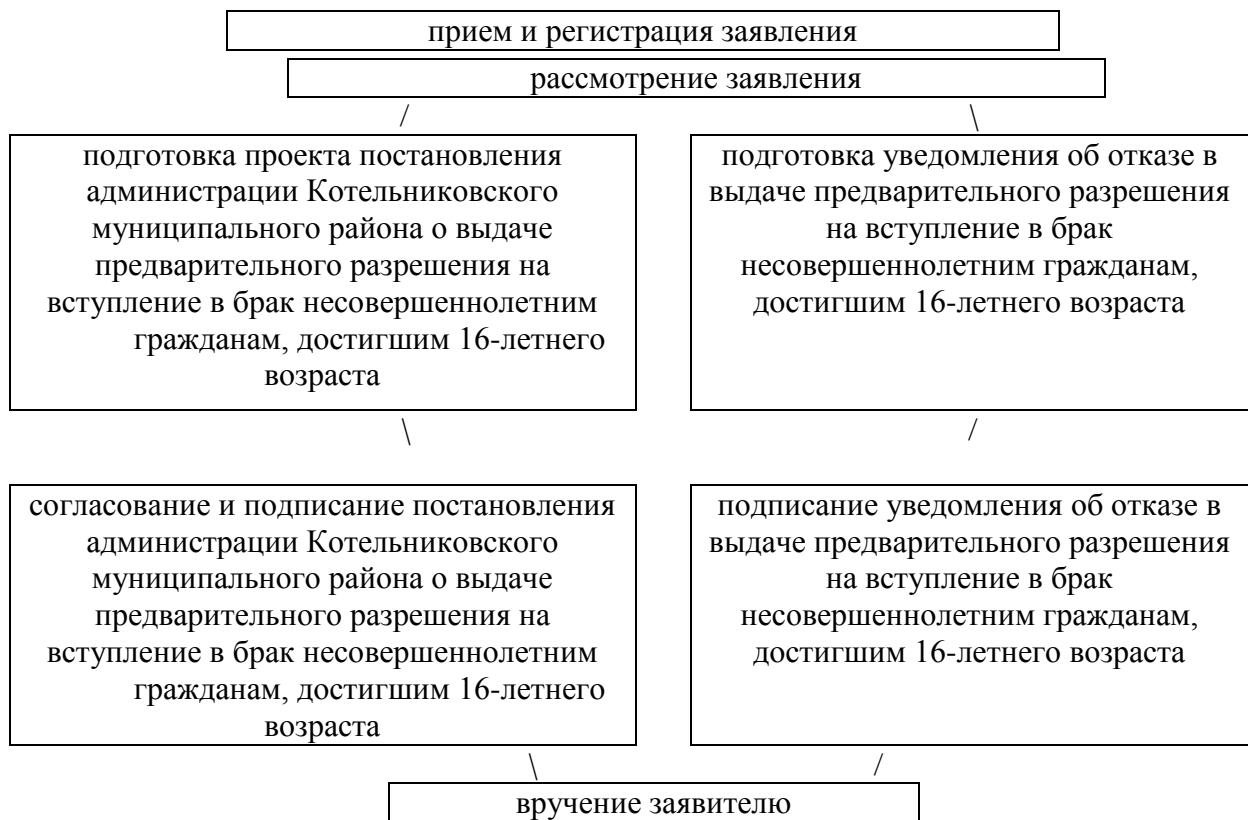 прием и регистрация заявления
рассмотрение заявления
подготовка проекта постановления
администрации Котельниковского
муниципального района о выдаче
предварительного разрешения на
вступление в брак несовершеннолетним
гражданам, достигшим 16-летнего
возраста
подготовка уведомления об отказе в
выдаче предварительного разрешения
на вступление в брак
несовершеннолетним гражданам,
достигшим 16-летнего возраста
согласование и подписание постановления
администрации Котельниковского
муниципального района о выдаче
предварительного разрешения на
вступление в брак несовершеннолетним
гражданам, достигшим 16-летнего
возраста
подписание уведомления об отказе в
выдаче предварительного разрешения
на вступление в брак
несовершеннолетним гражданам,
достигшим 16-летнего возраста
вручение заявителю